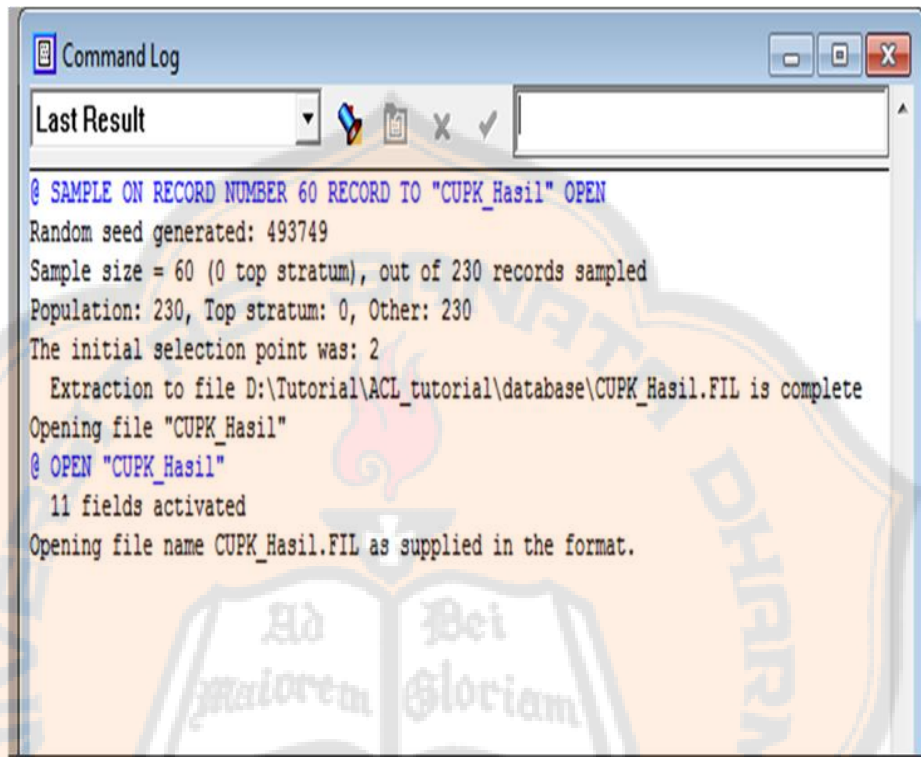 Command Log
Last Result
@ SAMPLE ON RECORD NUMBER 60 RECORD TO "CUPK_Hasil" OPEN
Random seed generated: 493749
Sample size = 60 (0 top stratum), out of 230 records sampled
Population: 230, Top stratum: 0, Other: 230
The initial selection point was: 2
Extraction to file D:\Tutorial\ACL_tutorial\database\CUPK_Hasil.FIL is complete
Opening file "CUPK_Hasil"
@ OPEN "CUPK_Hasil"
11 fields activated
Opening file name CUPK_Hasil.FIL as supplied in the format.
SANATA DHARM
Ad Dei
Maiorem Gloriam